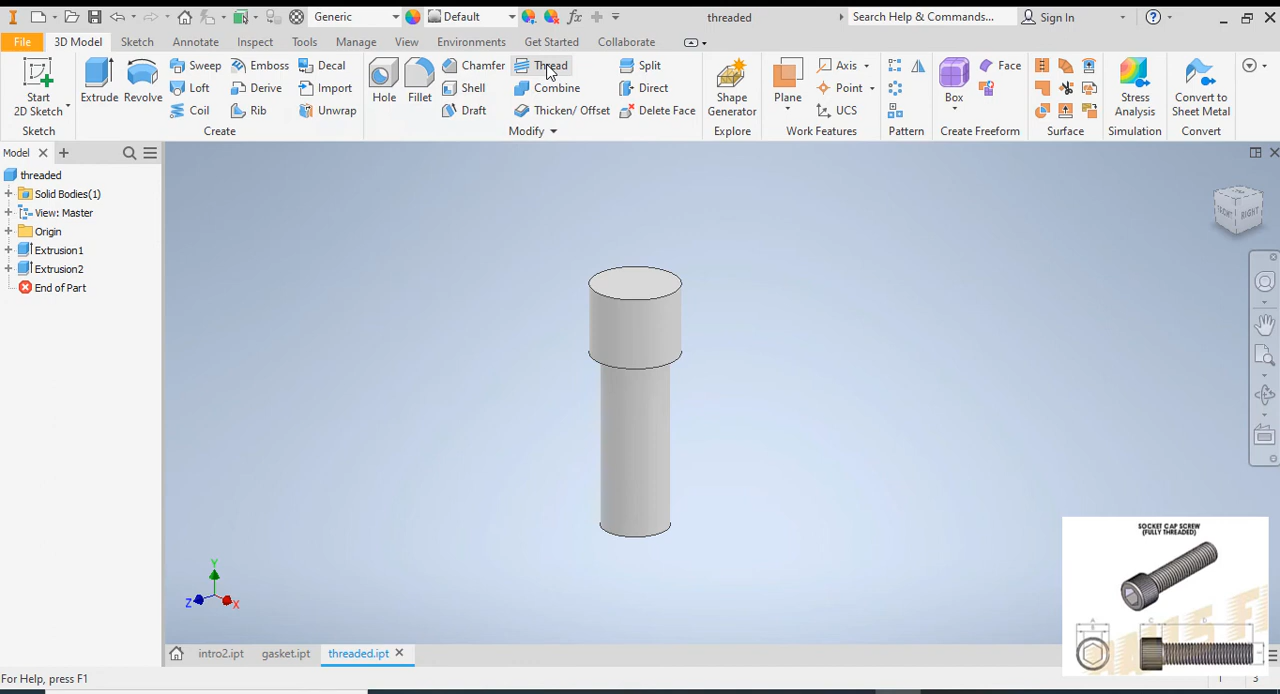 Generic
Default
fx
threaded
Search Help & Commands...
Sign In
File
3D Model
Sketch
Annotate
Inspect
Tools
Manage
View
Environments
Get Started
Collaborate
Start
2D Sketch
Sketch
Extrude
Revolve
Sweep
Loft
Coil
Emboss
Derive
Rib
Decal
Import
Unwrap
Create
Hole
Fillet
Chamfer
Shell
Draft
Thread
Combine
Thicken/ Offset
Split
Direct
Delete Face
Modify
Shape
Generator
Explore
Plane
Axis
Point
UCS
Work Features
Pattern
Box
Face
Create Freeform
Surface
Stress
Analysis
Simulation
Convert to
Sheet Metal
Convert
Model
threaded
Solid Bodies(1)
View: Master
Origin
Extrusion1
Extrusion2
End of Part
FRONT
RIGHT
Y
Z
X
SOCKET CAP SCREW
(FULLY THREADED)
intro2.ipt
gasket.ipt
threaded.ipt
For Help, press F1
1
3